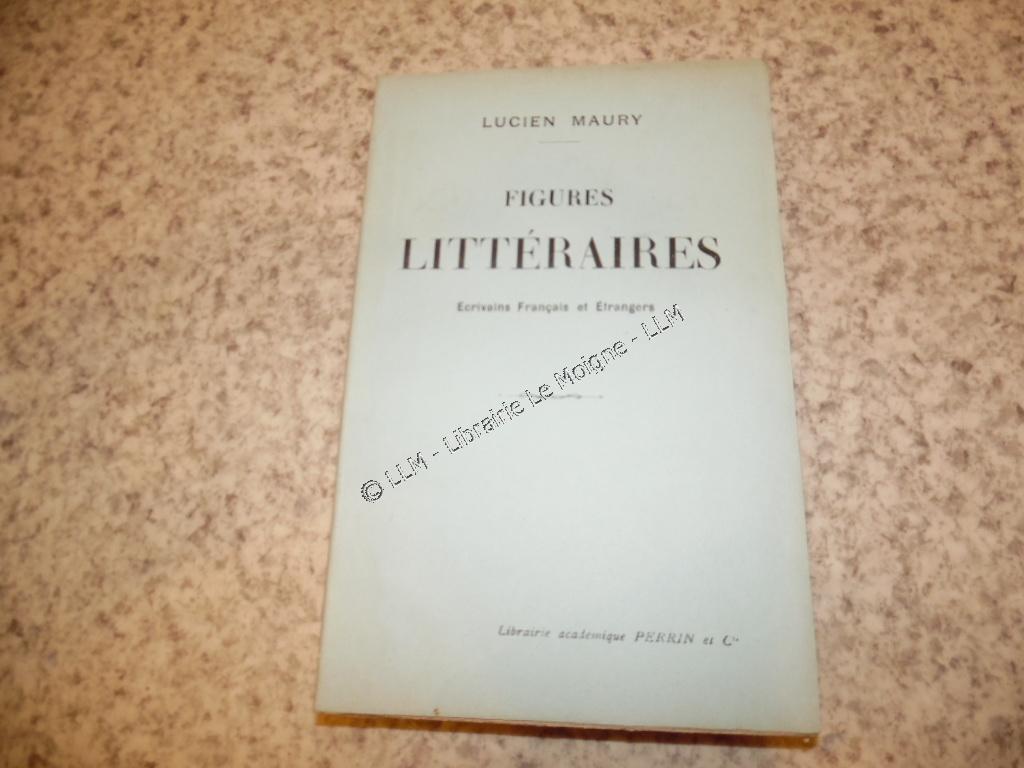 LUCIEN MAURY
FIGURES
LITTÉRAIRES
Ecrivains Français et Étrangers
© LLM - Librairie Le Moigne - LLM
Librairie académique PERRIN et Cie